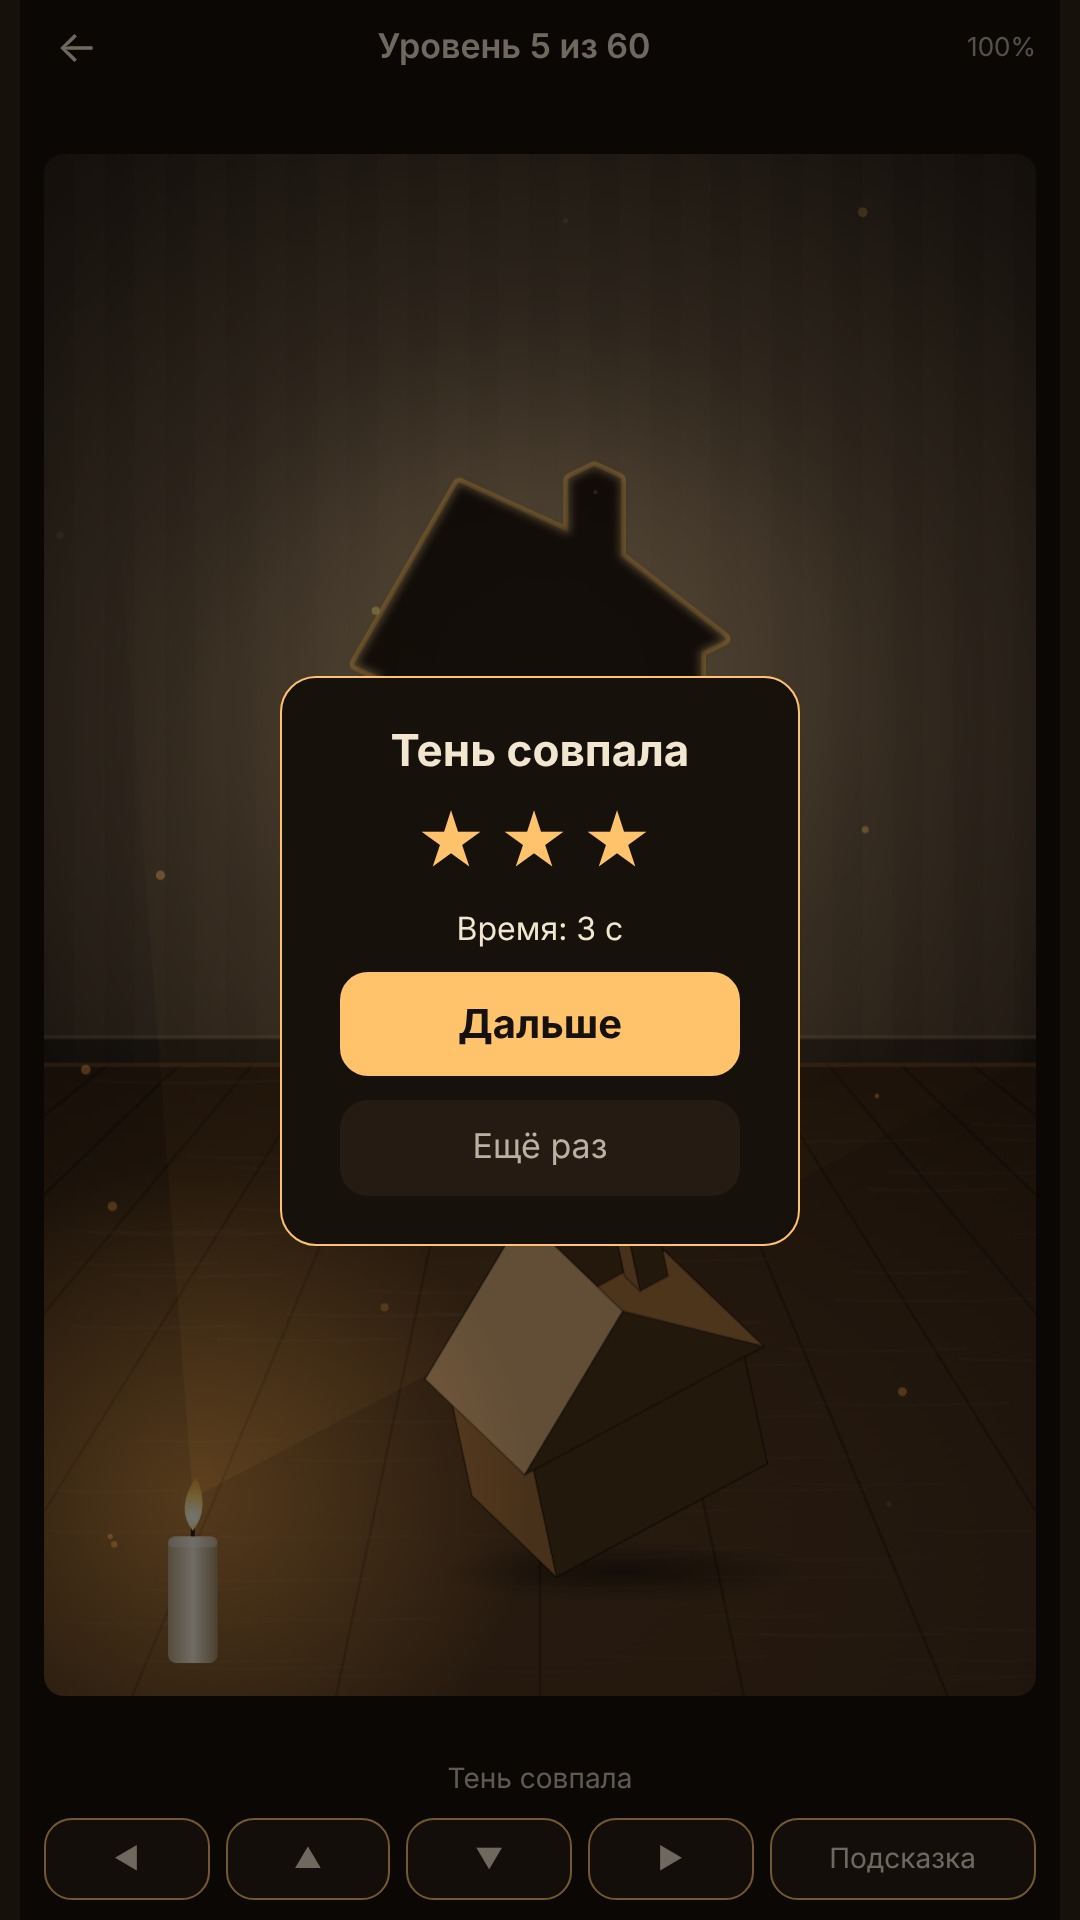 Уровень 5 из 60
100%
Тень совпала
Время: 3 с
Дальше
Ещё раз
Тень совпала
Подсказка